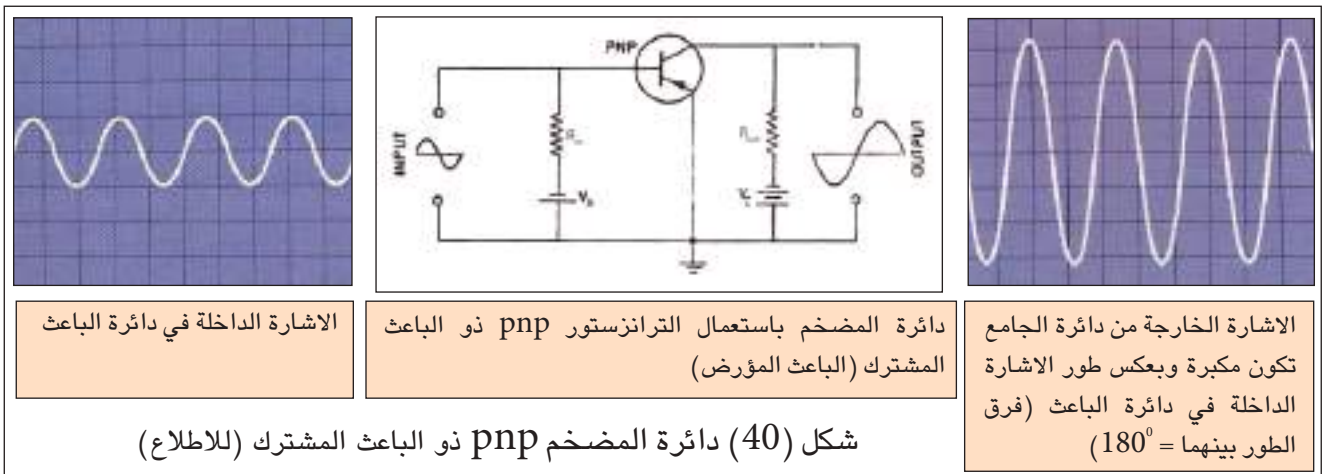 PNP
INPUT
V_B
OUTPUT
الاشارة الخارجة من دائرة الجامع
تكون مكبرة وبعكس طور الاشارة
الداخلة في دائرة الباعث (فرق
الطور بينهما = 180⁰)
دائرة المضخم باستعمال الترانزستور pnp ذو الباعث
المشترك (الباعث المؤرض)
الاشارة الداخلة في دائرة الباعث
شكل (40) دائرة المضخم pnp ذو الباعث المشترك (للاطلاع)